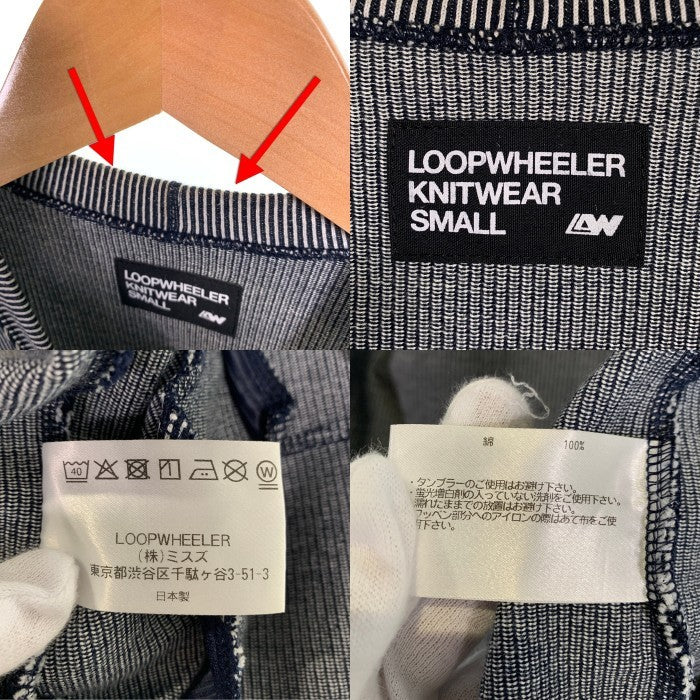 LOOPWHEELER
KNITWEAR
SMALL
LW
LOOPWHEELER
KNITWEAR
SMALL
LW
40
W
LOOPWHEELER
(株)ミスズ
東京都渋谷区千駄ヶ谷3-51-3
日本製
綿 100%
・タンブラーのご使用はお避け下さい。
・蛍光増白剤の入っていない洗剤をご使用下さい。
濡れたままでの放置はお避け下さい。
ワッペン部分へのアイロンの際はあて布をご使
用下さい。